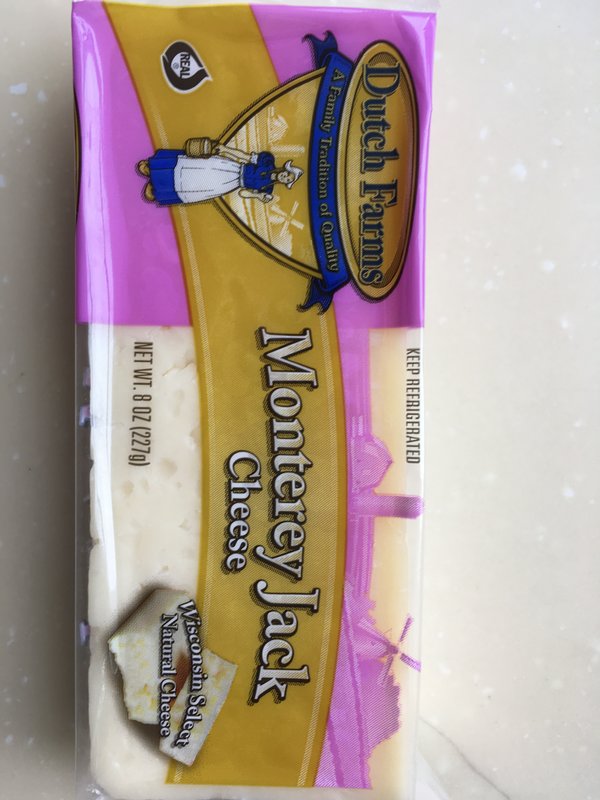 Dutch Farms
A Family Tradition of Quality
REAL
®
KEEP REFRIGERATED
Monterey Jack
Cheese
NET WT. 8 OZ (227g)
Wisconsin Select
Natural Cheese